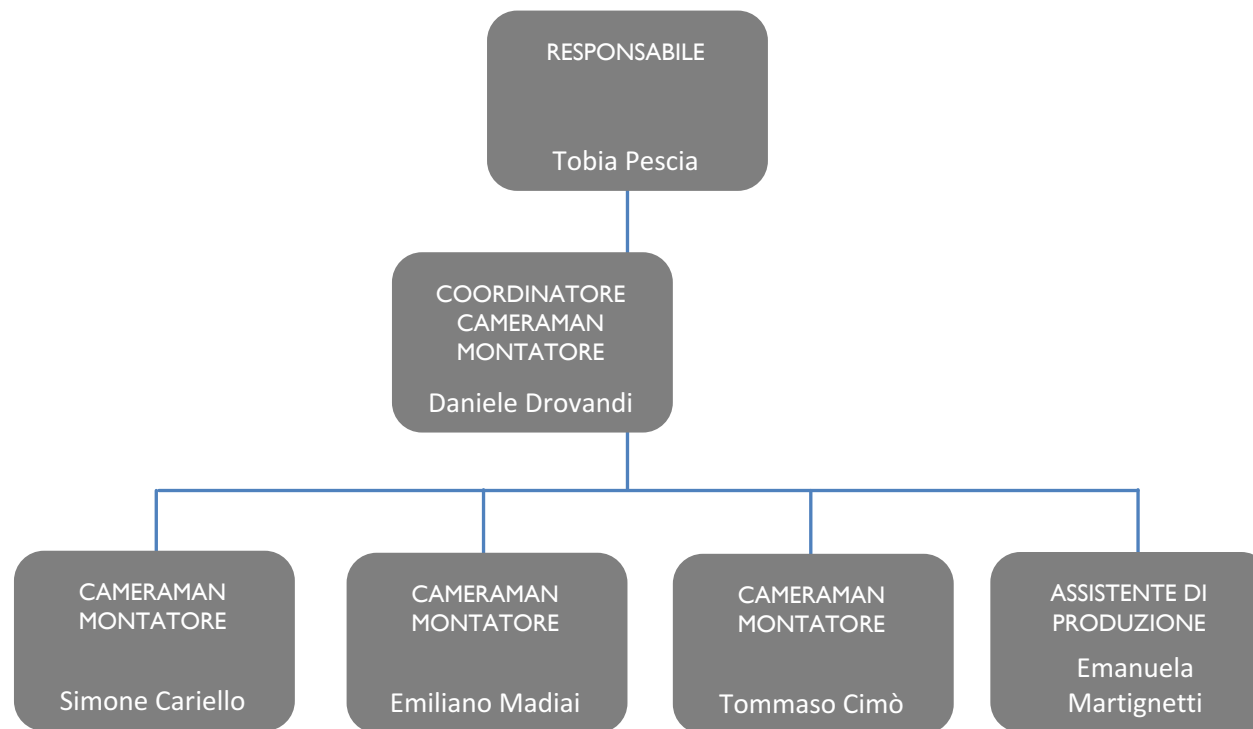 RESPONSABILE
Tobia Pescia
COORDINATORE
CAMERAMAN
MONTATORE
Daniele Drovandi
CAMERAMAN
MONTATORE
Simone Cariello
CAMERAMAN
MONTATORE
Emiliano Madiai
CAMERAMAN
MONTATORE
Tommaso Cimò
ASSISTENTE DI
PRODUZIONE
Emanuela
Martignetti